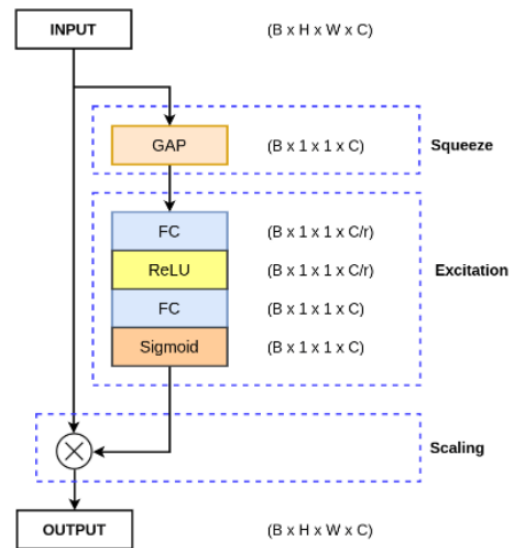 INPUT (B x H x W x C)
GAP (B x 1 x 1 x C) Squeeze
FC (B x 1 x 1 x C/r)
ReLU (B x 1 x 1 x C/r) Excitation
FC (B x 1 x 1 x C)
Sigmoid (B x 1 x 1 x C)
Scaling
OUTPUT (B x H x W x C)